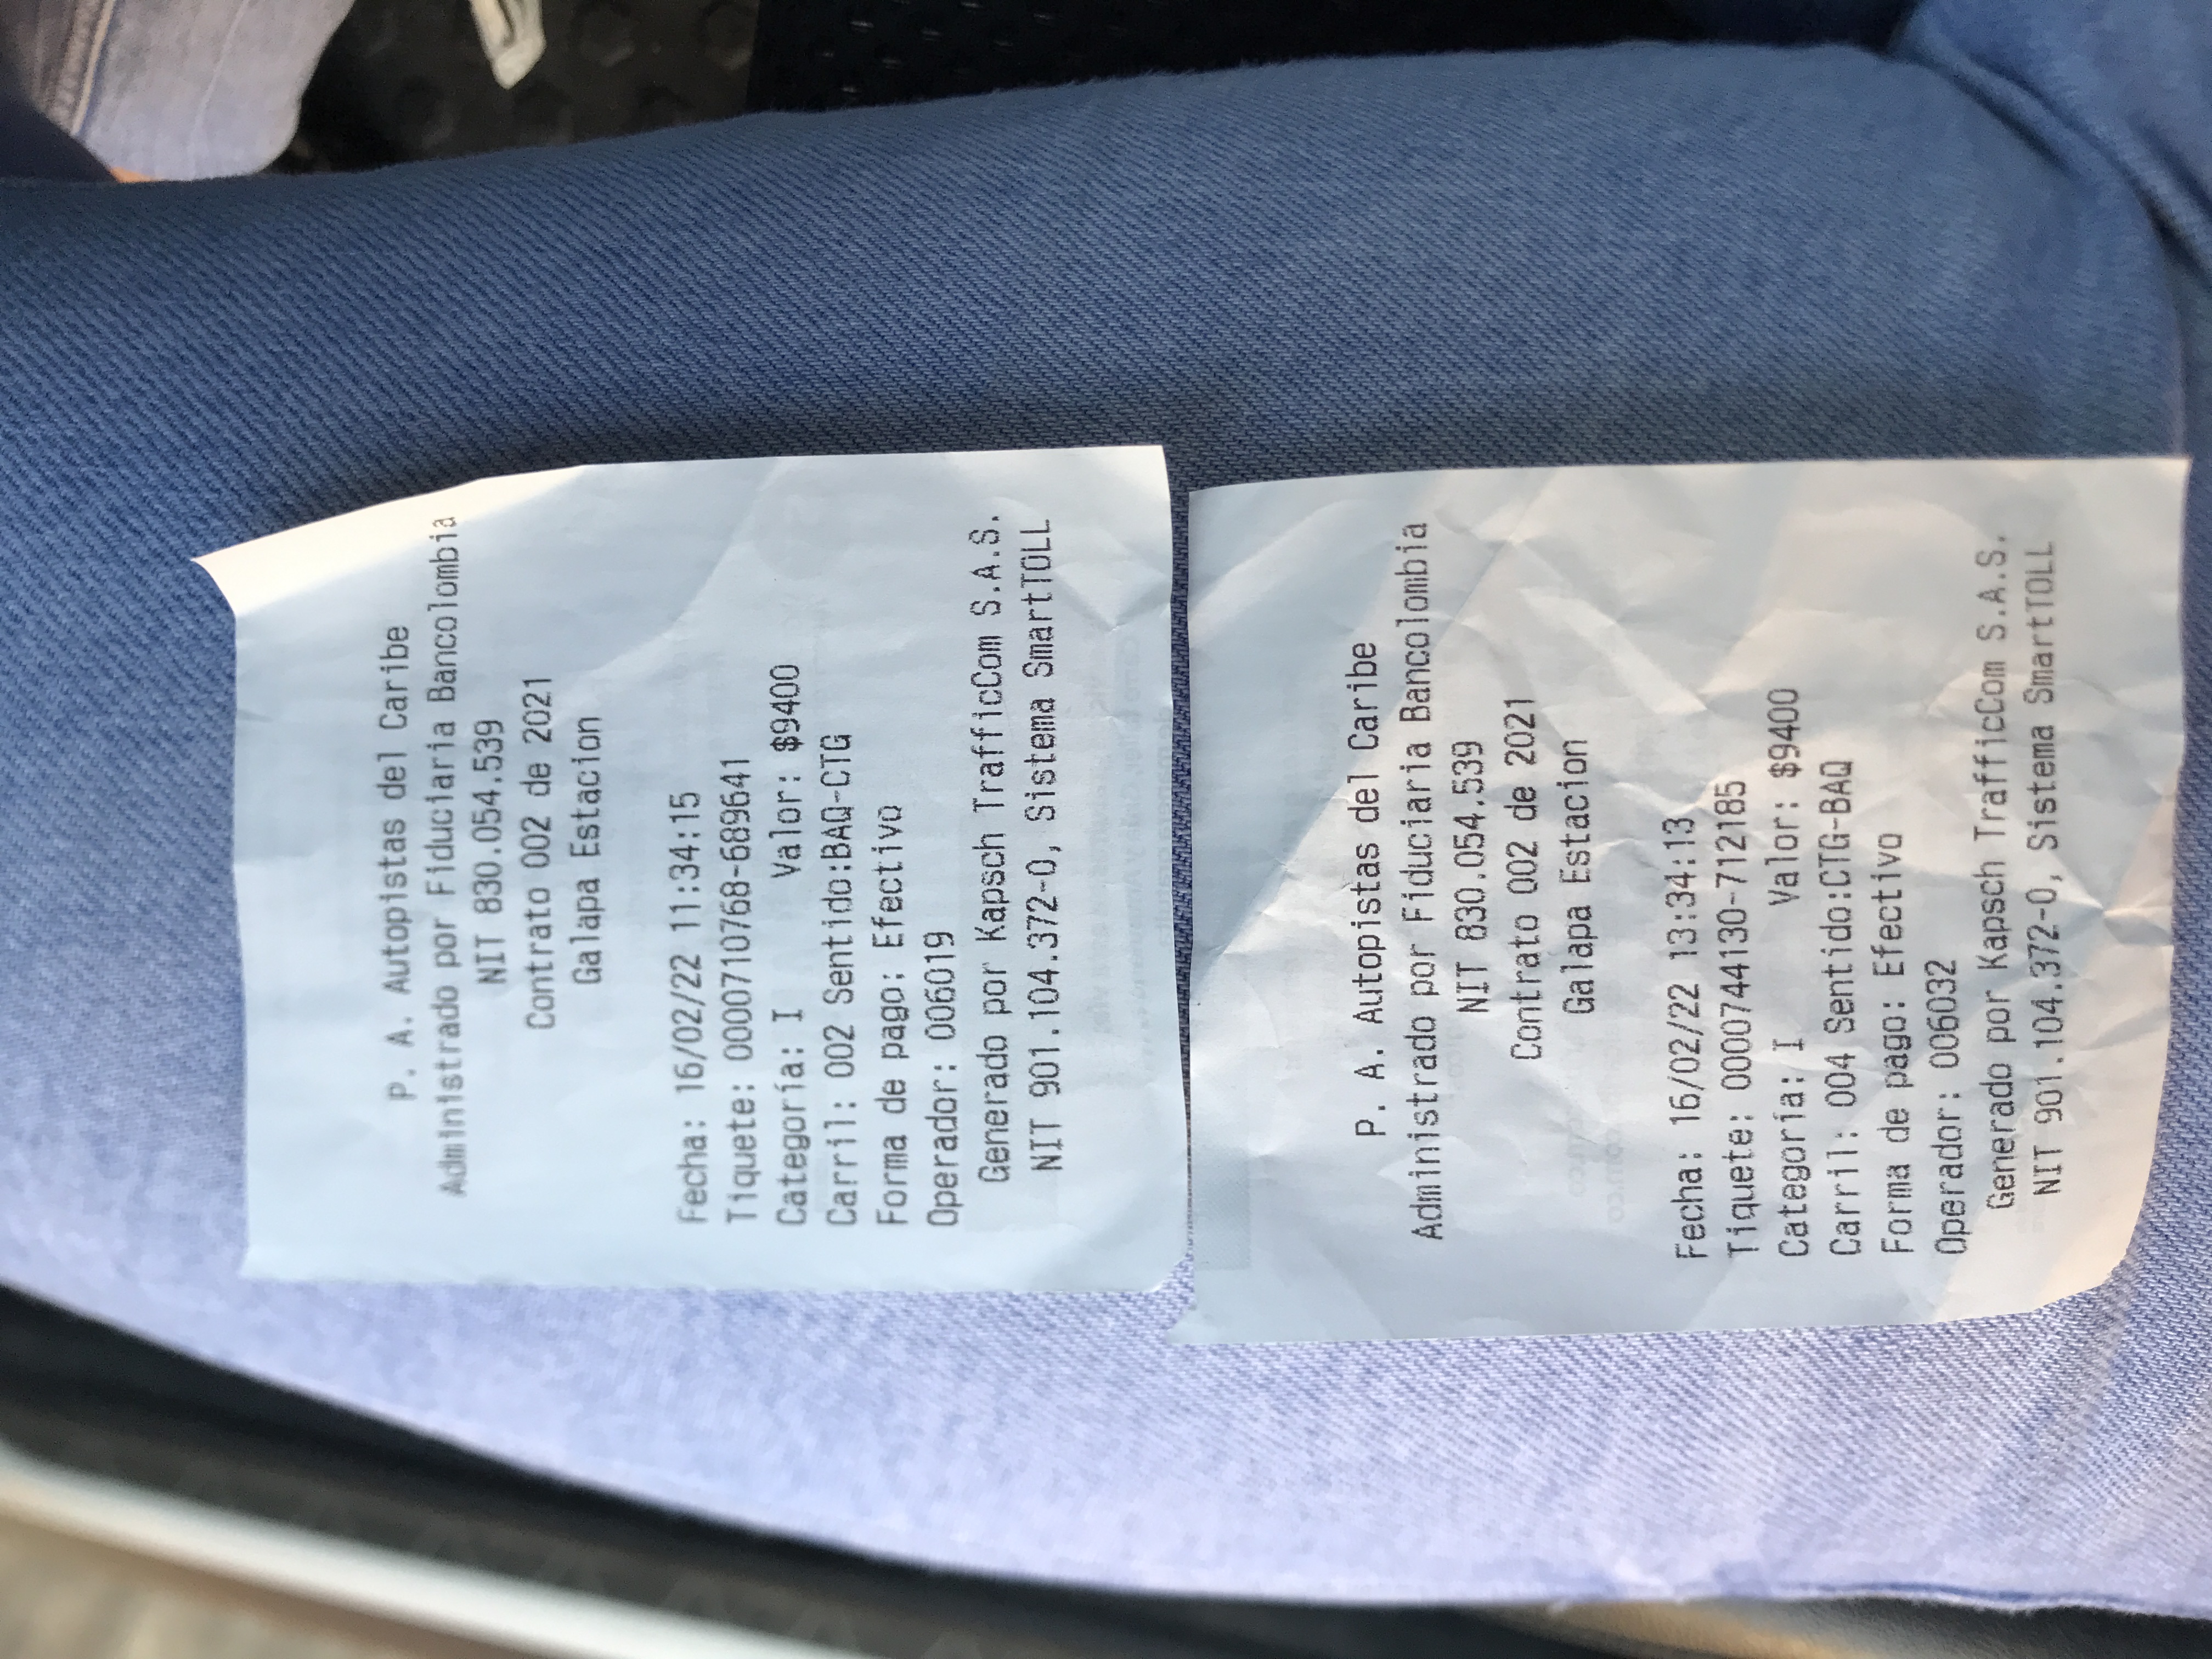 P. A. Autopistas del Caribe
Administrado por Fiduciaria Bancolombia
NIT 830.054.539
Contrato 002 de 2021
Galapa Estacion
Fecha: 16/02/22 11:34:15
Tiquete: 0000710768-689641
Categoría: I Valor: $9400
Carril: 002 Sentido:BAQ-CTG
Forma de pago: Efectivo
Operador: 006019
Generado por Kapsch TrafficCom S.A.S.
NIT 901.104.372-0, Sistema SmartTOLL
P. A. Autopistas del Caribe
Administrado por Fiduciaria Bancolombia
NIT 830.054.539
Contrato 002 de 2021
Galapa Estacion
Fecha: 16/02/22 13:34:13
Tiquete: 0000744130-712185
Categoría: I Valor: $9400
Carril: 004 Sentido:CTG-BAQ
Forma de pago: Efectivo
Operador: 006032
Generado por Kapsch TrafficCom S.A.S.
NIT 901.104.372-0, Sistema SmartTOLL